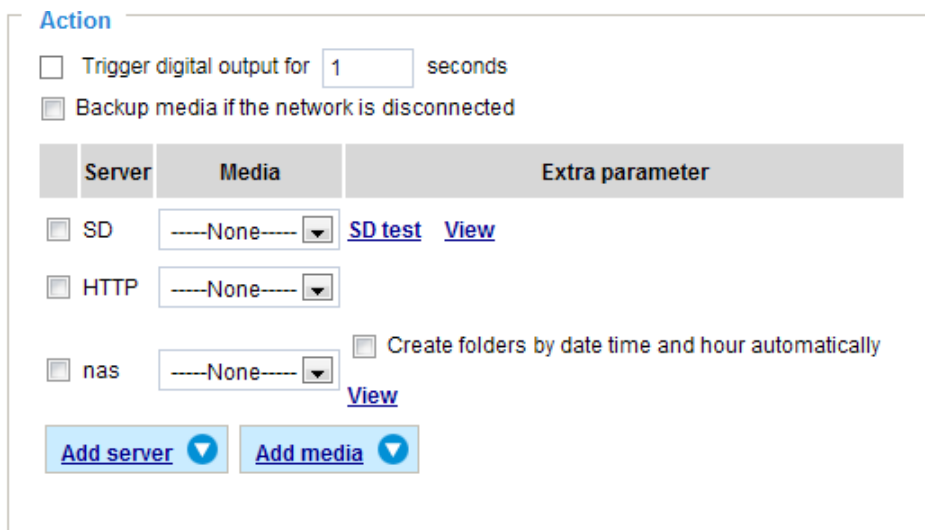 Action
Trigger digital output for 1 seconds
Backup media if the network is disconnected
Server Media Extra parameter
SD -----None----- SD test View
HTTP -----None-----
nas -----None----- Create folders by date time and hour automatically
View
Add server Add media